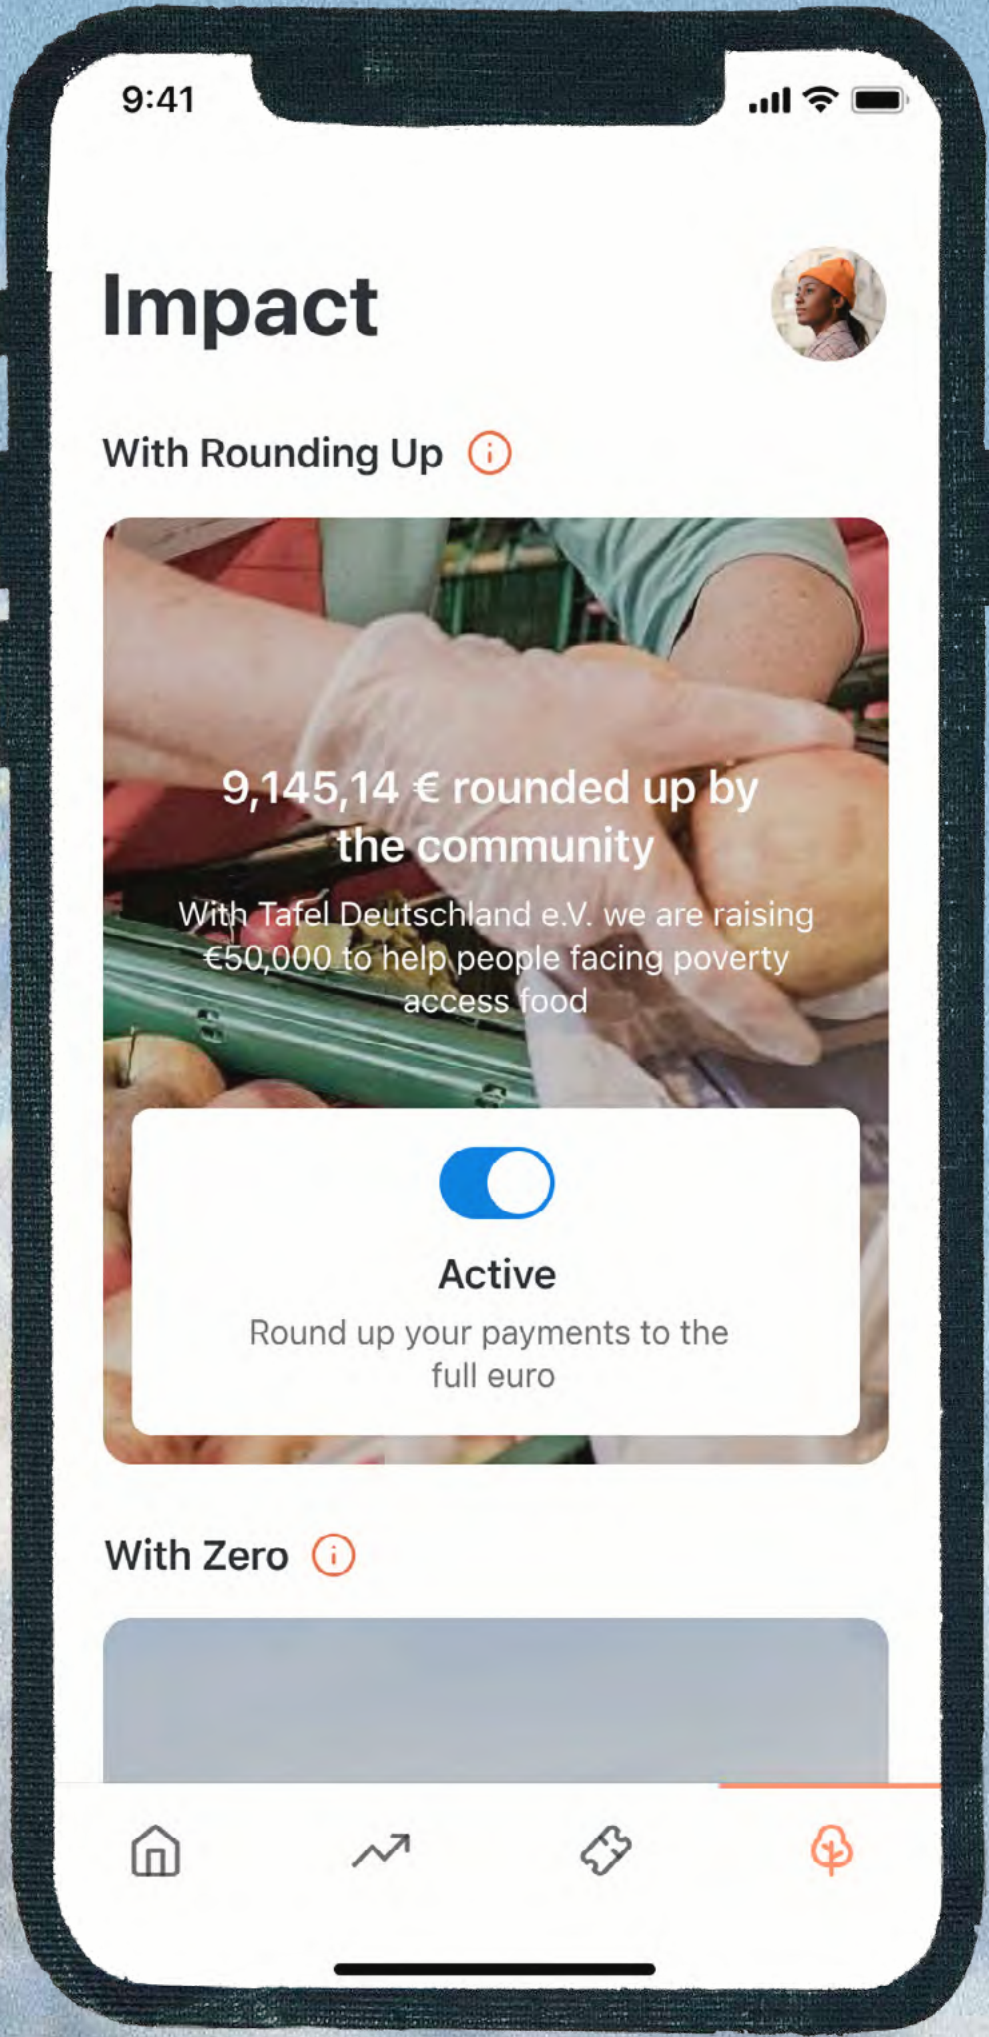 9:41
Impact
With Rounding Up
9,145,14 € rounded up by
the community
With Tafel Deutschland e.V. we are raising
€50,000 to help people facing poverty
access food
Active
Round up your payments to the
full euro
With Zero